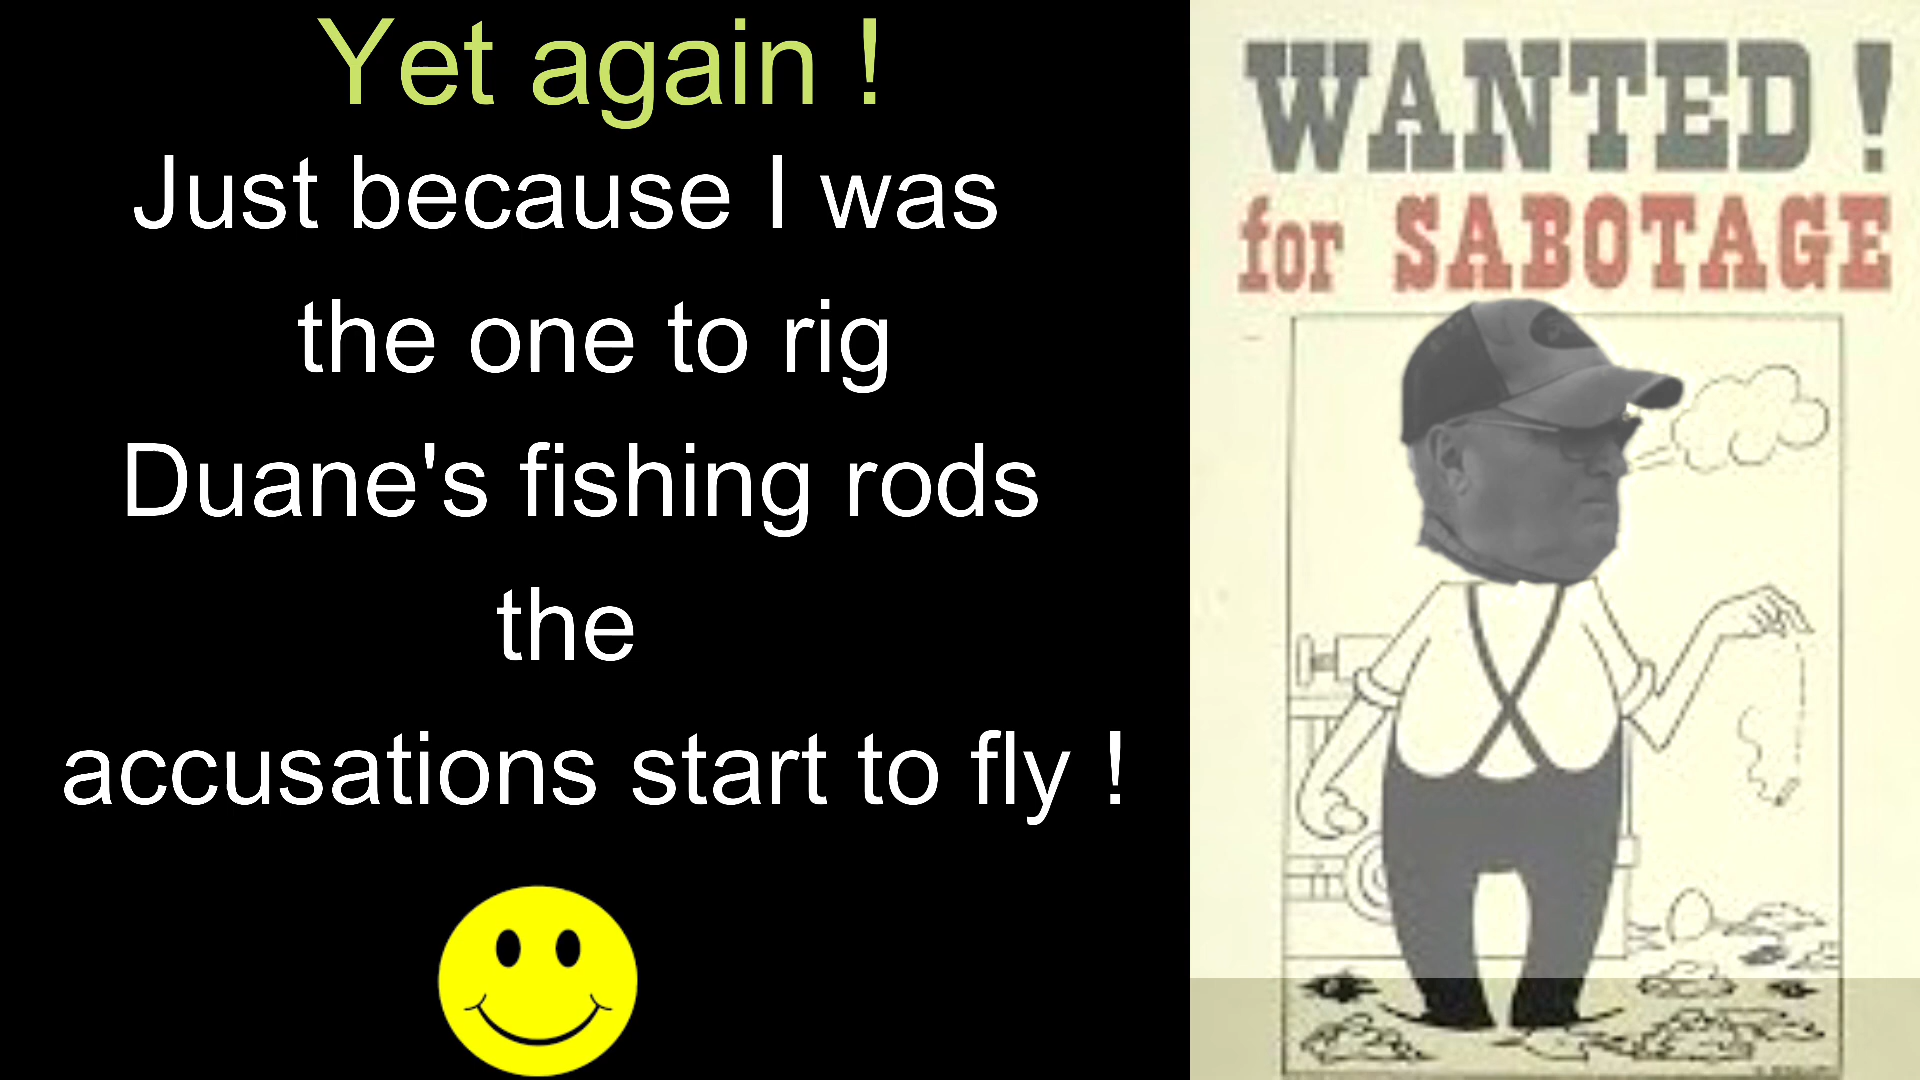 Yet again !
Just because I was
the one to rig
Duane's fishing rods
the
accusations start to fly !
WANTED !
for SABOTAGE